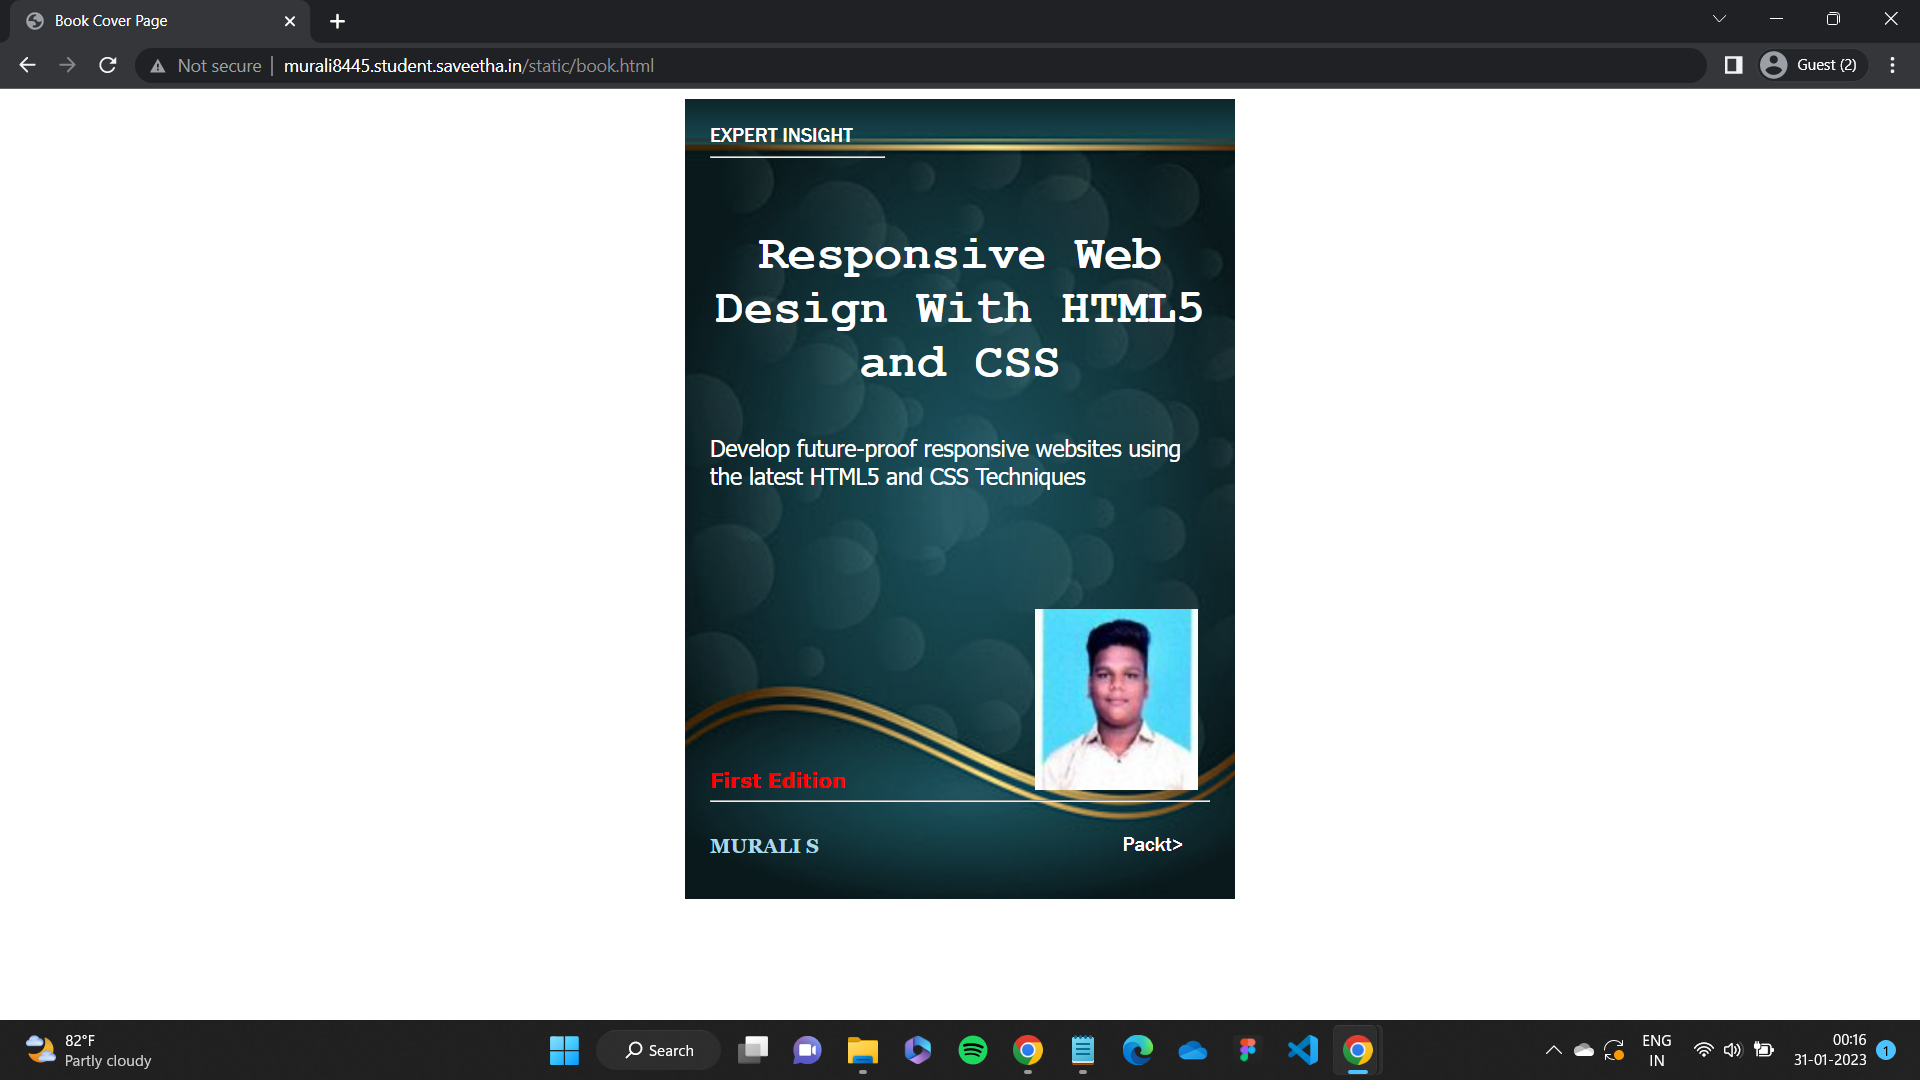 Book Cover Page
Not secure
murali8445.student.saveetha.in/static/book.html
Guest (2)
EXPERT INSIGHT
Responsive Web
Design With HTML5
and CSS
Develop future-proof responsive websites using
the latest HTML5 and CSS Techniques
First Edition
MURALI S
Packt>
82°F
Partly cloudy
Search
ENG
IN
00:16
31-01-2023
1